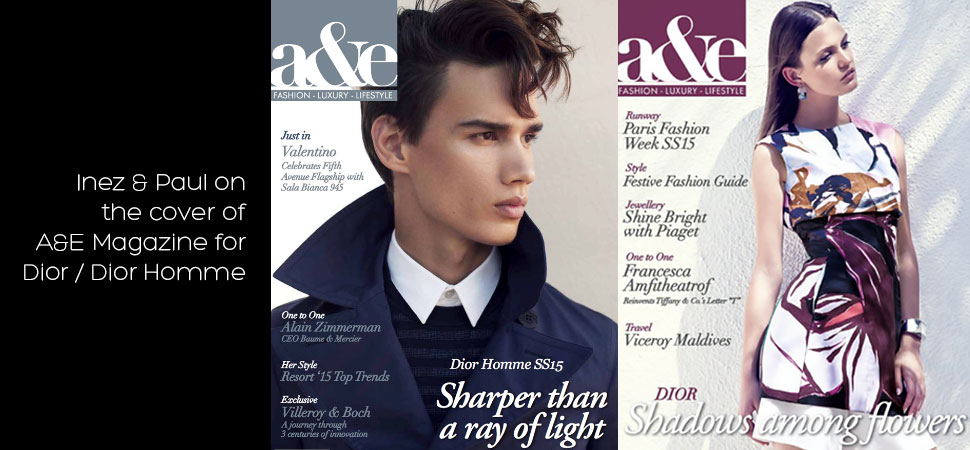 Inez & Paul on
the cover of
A&E Magazine for
Dior / Dior Homme
a&e
FASHION - LUXURY - LIFESTYLE
Just in
Valentino
Celebrates Fifth
Avenue Flagship with
Sala Bianca 945
One to One
Alain Zimmerman
CEO Baume & Mercier
Her Style
Resort '15 Top Trends
Exclusive
Villeroy & Boch
A journey through
3 centuries of innovation
Dior Homme SS15
Sharper than
a ray of light
a&e
FASHION - LUXURY - LIFESTYLE
Runway
Paris Fashion
Week SS15
Style
Festive Fashion Guide
Jewellery
Shine Bright
with Piaget
One to One
Francesca
Amfitheatrof
Reinvents Tiffany & Co.'s Letter "T"
Travel
Viceroy Maldives
DIOR
Shadows among flowers